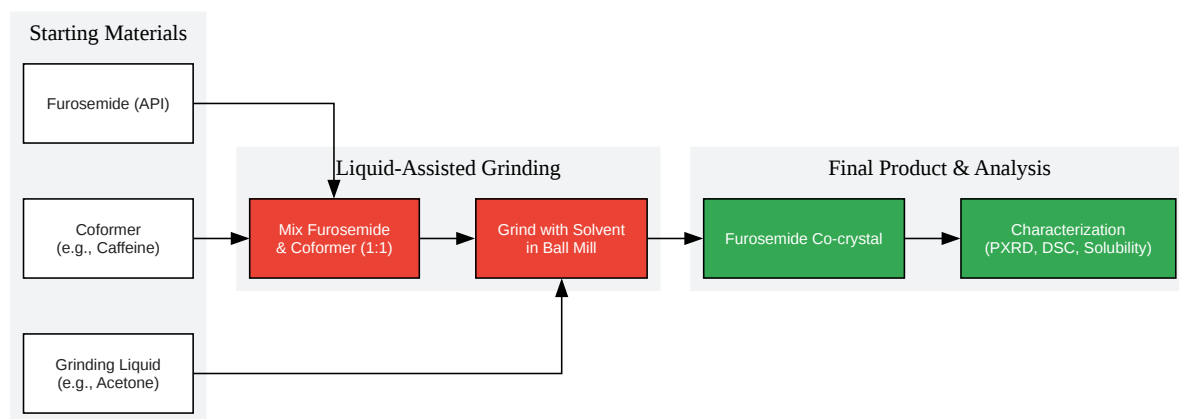 Starting Materials
Furosemide (API)
Coformer
(e.g., Caffeine)
Grinding Liquid
(e.g., Acetone)
Liquid-Assisted Grinding
Mix Furosemide
& Coformer (1:1)
Grind with Solvent
in Ball Mill
Final Product & Analysis
Furosemide Co-crystal
Characterization
(PXRD, DSC, Solubility)